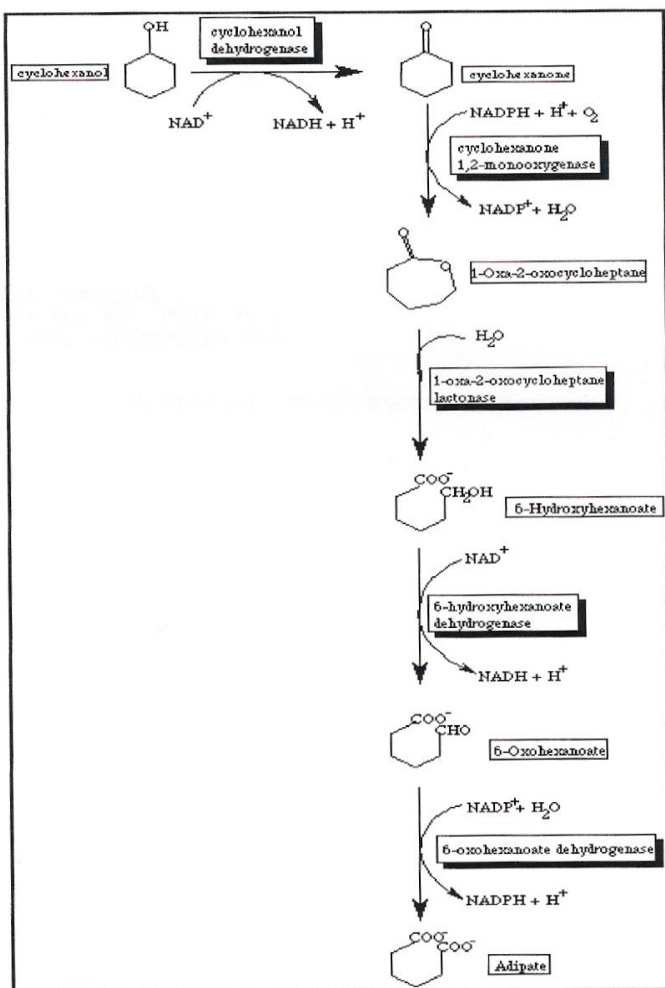 OH
cyclohexanol
dehydrogenase
O
cyclohexanol
cyclohexanone
NAD⁺
NADH + H⁺
NADPH + H⁺ + O₂
cyclohexanone
1,2-monooxygenase
NADP⁺ + H₂O
O
O
1-Oxa-2-oxocycloheptane
H₂O
1-oxa-2-oxocycloheptane
lactonase
COO⁻
CH₂OH
6-Hydroxyhexanoate
NAD⁺
6-hydroxyhexanoate
dehydrogenase
NADH + H⁺
COO⁻
CHO
6-Oxohexanoate
NADP⁺ + H₂O
6-oxohexanoate dehydrogenase
NADPH + H⁺
COO⁻
COO⁻
Adipate